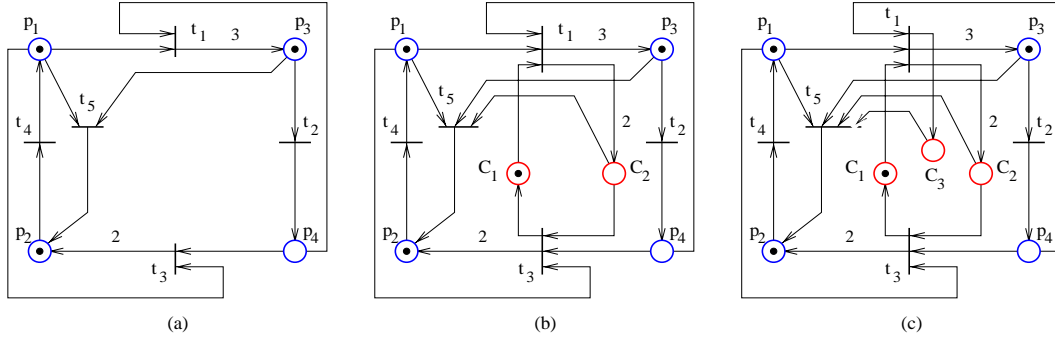 p1 t1 3 p3
t5
t4 t2
p2 2 p4
t3
(a)
p1 t1 3 p3
t5
t4 2 t2
C1 C2
p2 2 p4
t3
(b)
p1 t1 3 p3
t5
t4 2 t2
C1 C3 C2
p2 2 p4
t3
(c)